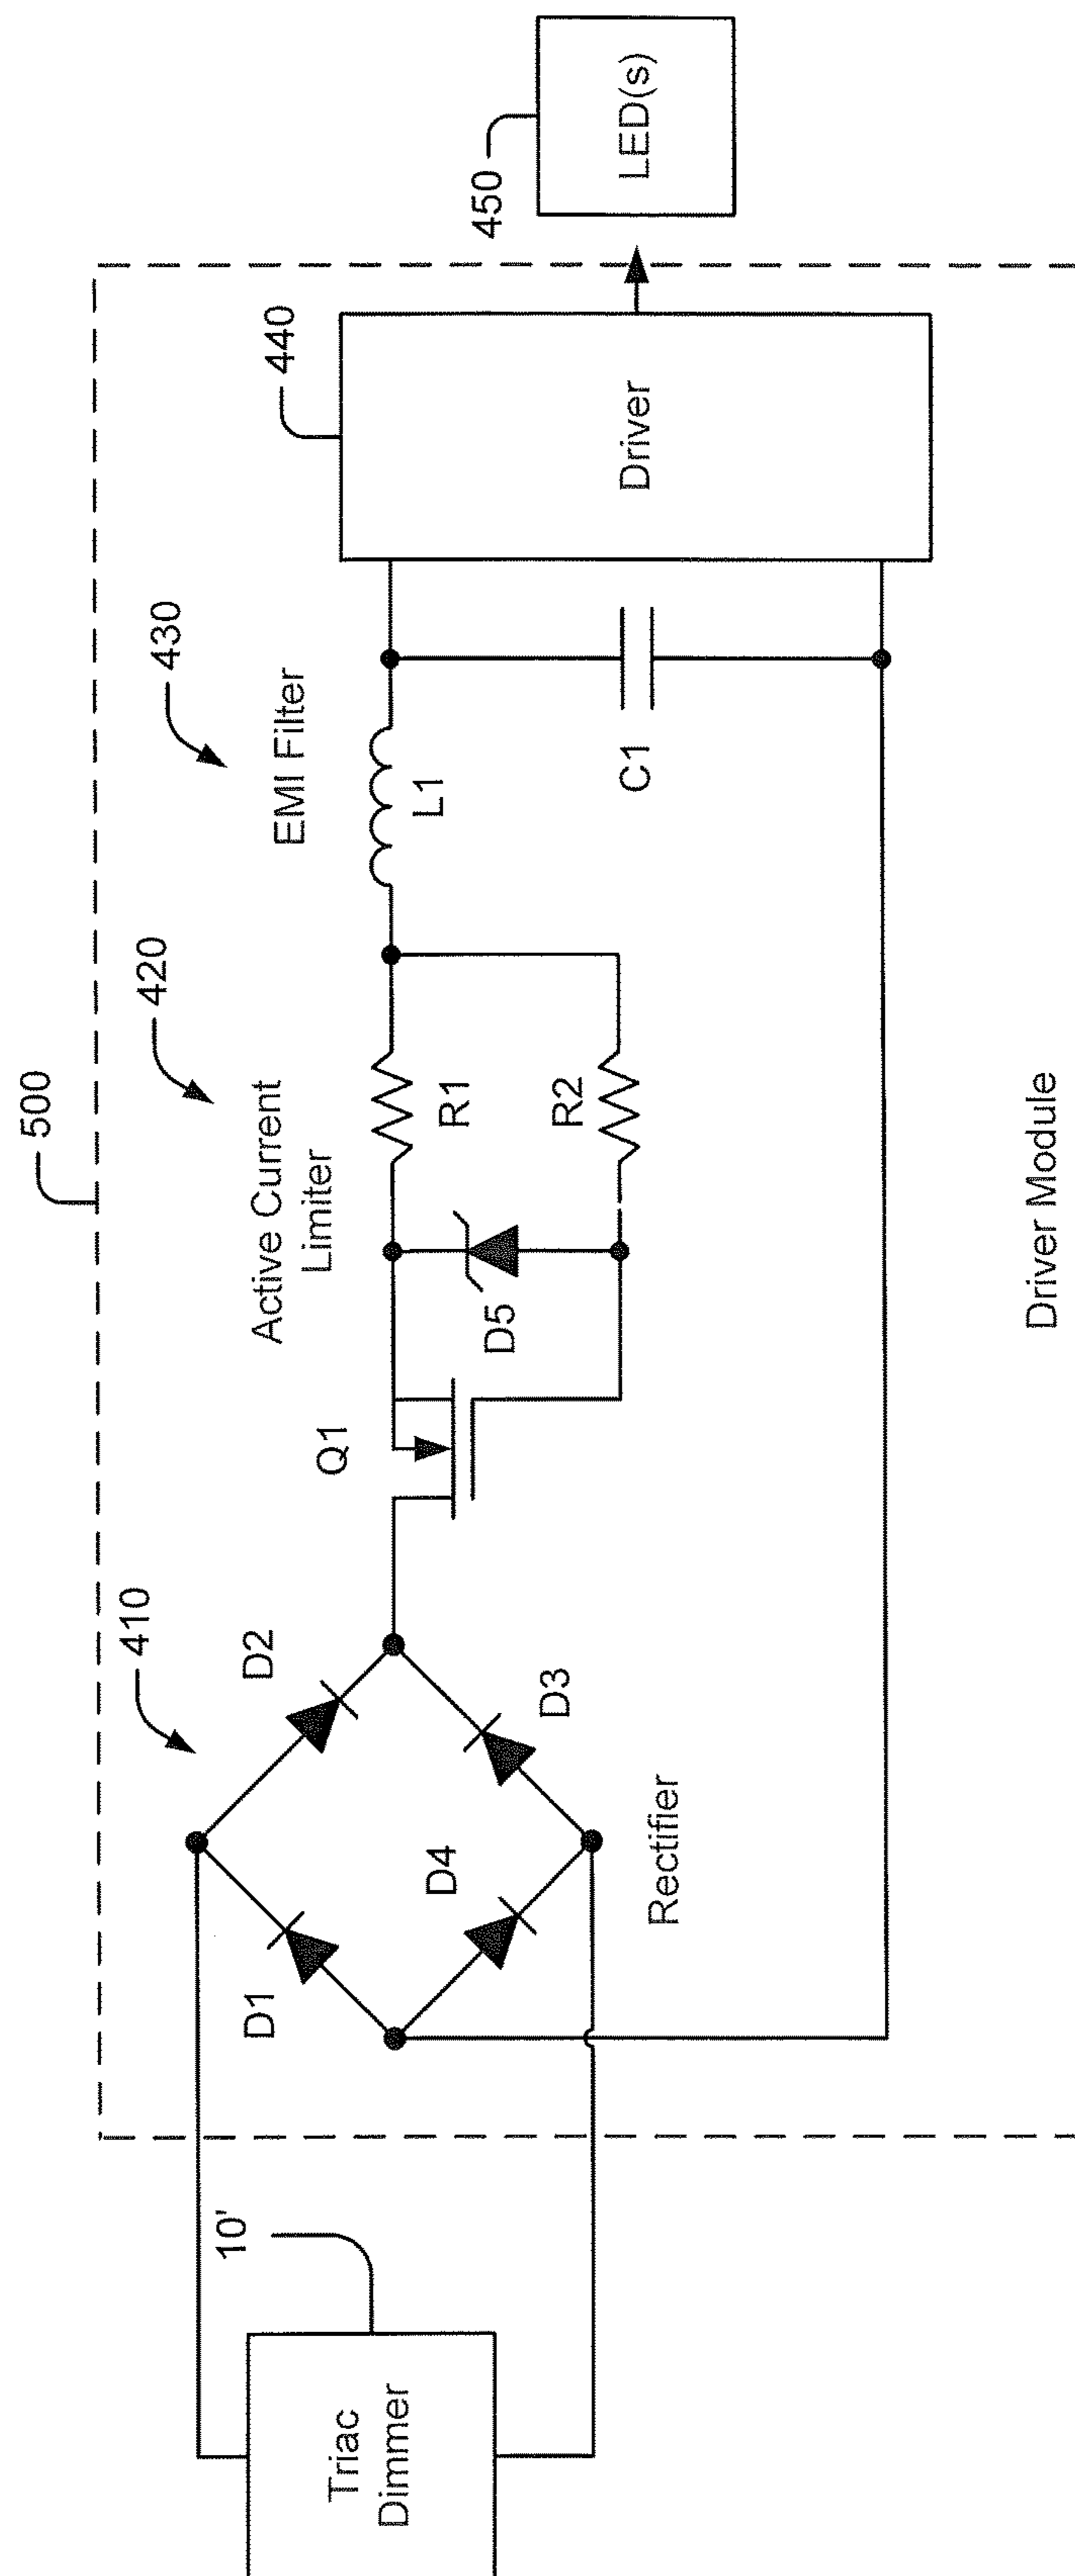 500
410
420
430
440
450
10'
Triac
Dimmer
D1
D2
D3
D4
Rectifier
Q1
Active Current
Limiter
D5
R1
R2
EMI Filter
L1
C1
Driver
LED(s)
Driver Module